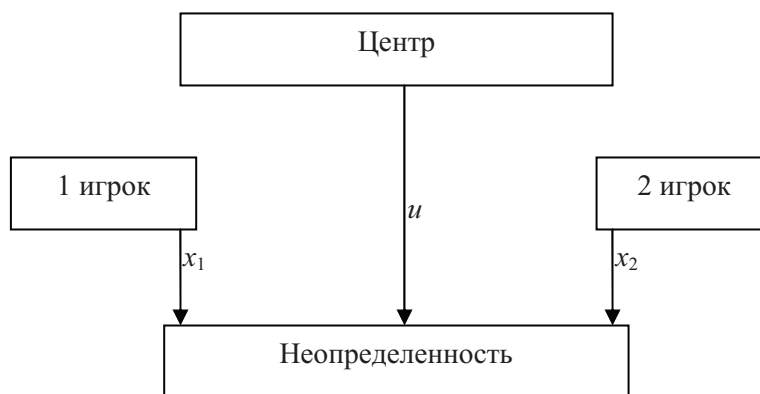 Центр
1 игрок
2 игрок
u
x₁
x₂
Неопределенность